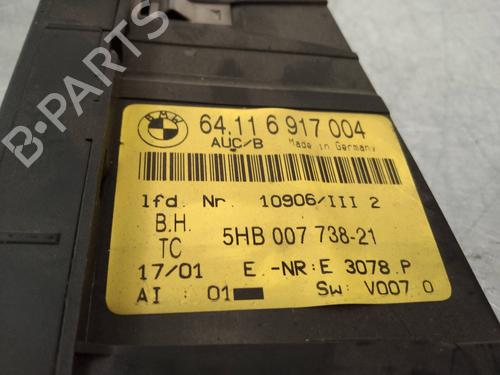 BMW
64.11 6 917 004
AUC/B Made in Germany
lfd. Nr. 10906/III 2
B.H.
TC 5HB 007 738-21
17/01 E.-NR:E 3078.P
AI : 01 Sw: V007.0